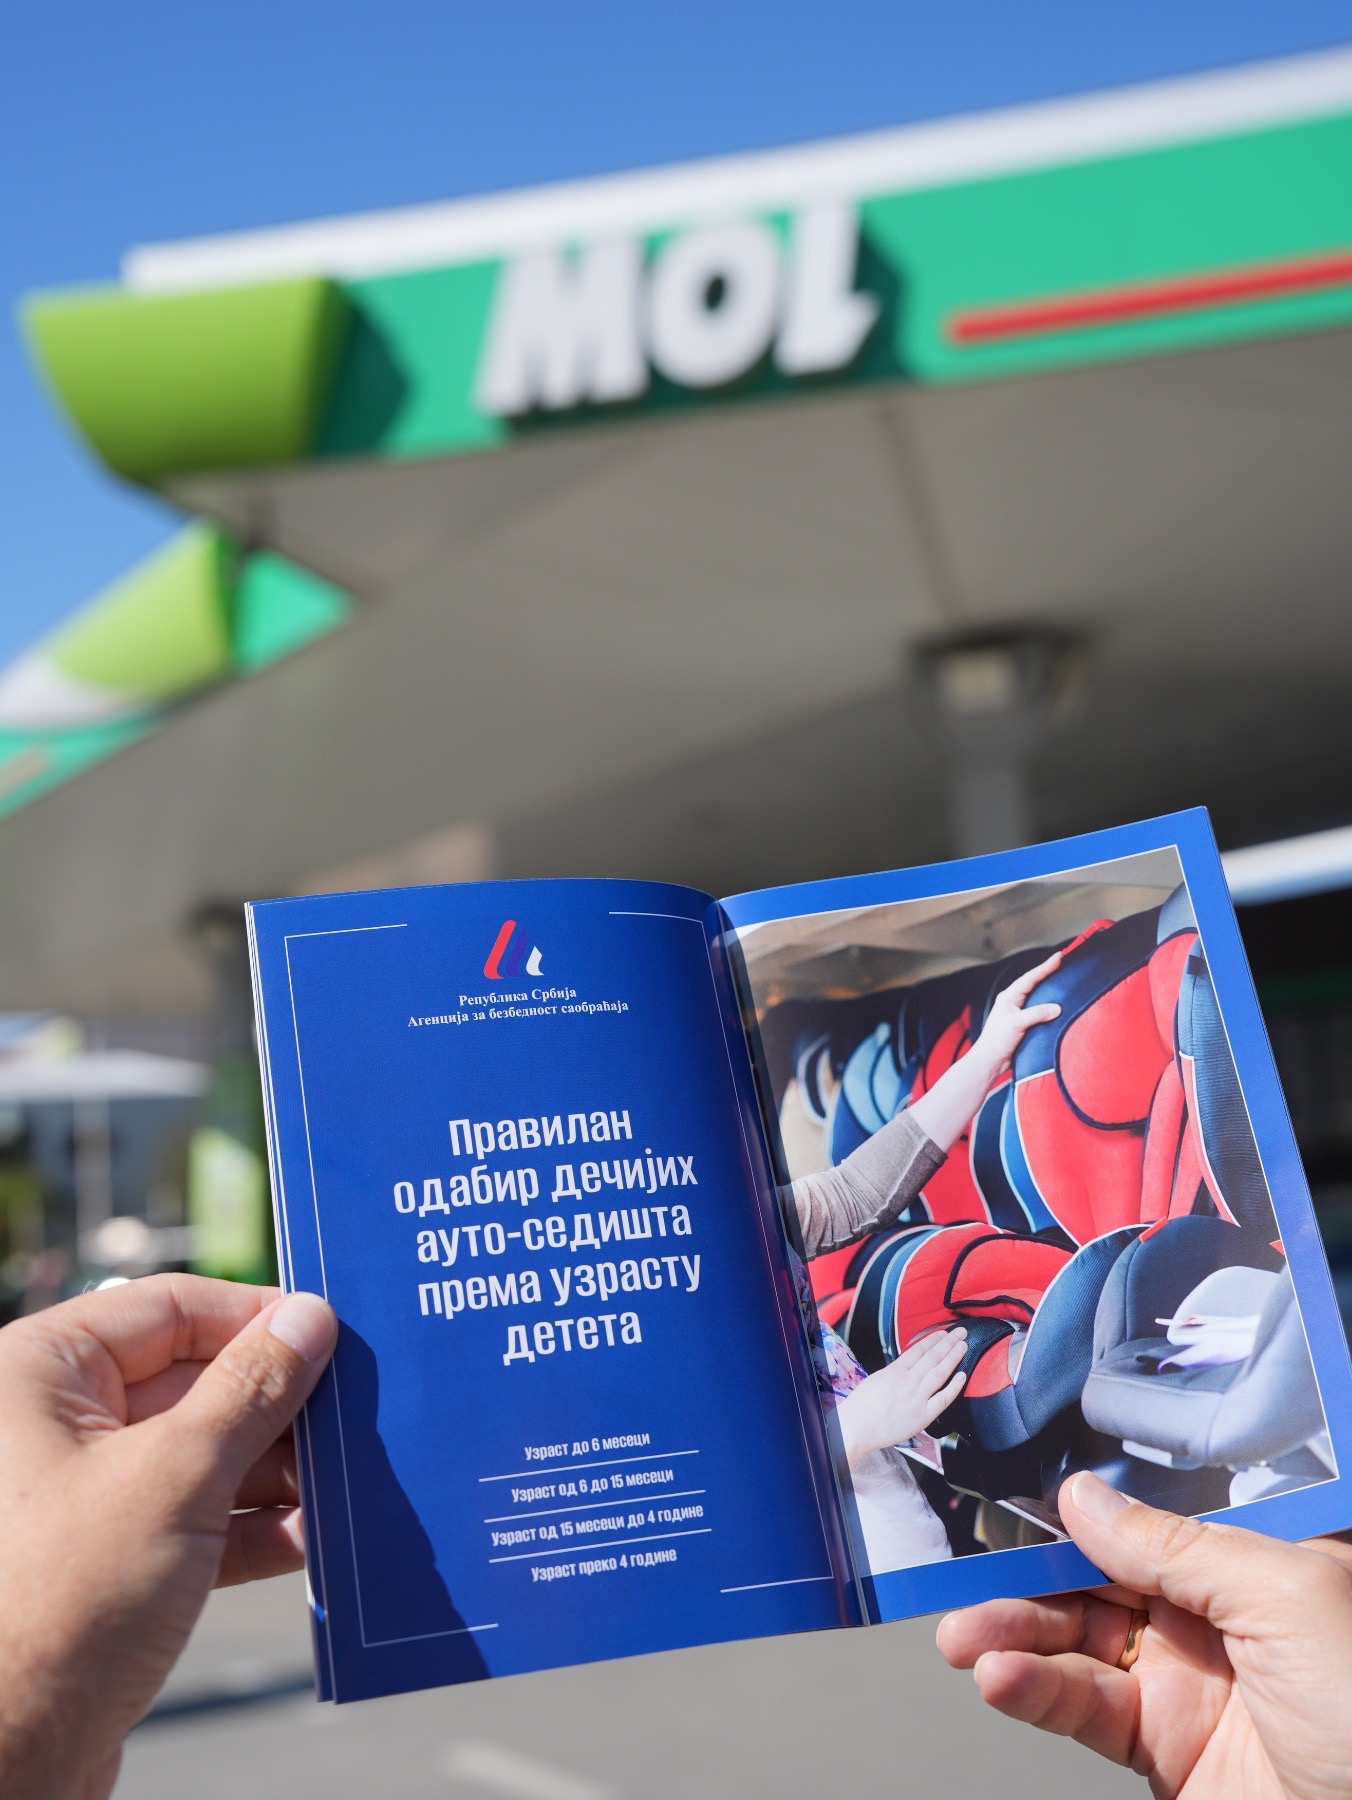 MOL
Република Србија
Агенција за безбедност саобраћаја
Правилан
одабир дечијих
ауто-седишта
према узрасту
детета
Узраст до 6 месеци
Узраст од 6 до 15 месеци
Узраст од 15 месеци до 4 године
Узраст преко 4 године